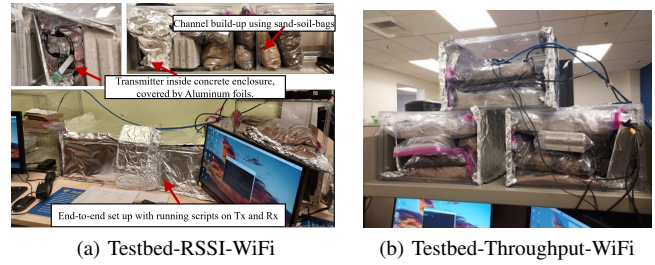 Channel build-up using sand-soil-bags
Transmitter inside concrete enclosure,
covered by Aluminum foils.
End-to-end set up with running scripts on Tx and Rx
(a) Testbed-RSSI-WiFi
(b) Testbed-Throughput-WiFi